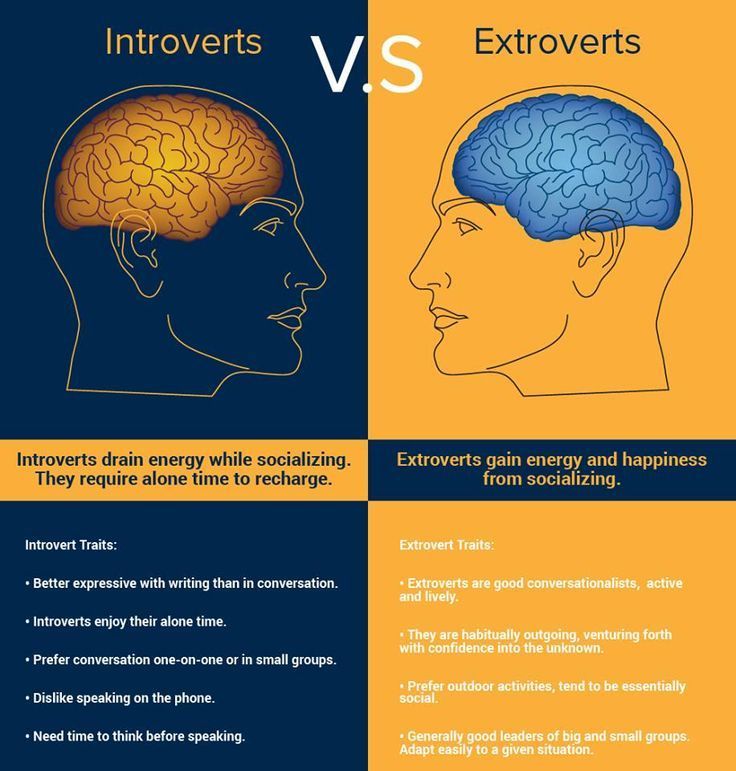 Introverts
V.S
Extroverts
Introverts drain energy while socializing.
They require alone time to recharge.
Extroverts gain energy and happiness
from socializing.
Introvert Traits:
• Better expressive with writing than in conversation.
• Introverts enjoy their alone time.
• Prefer conversation one-on-one or in small groups.
• Dislike speaking on the phone.
• Need time to think before speaking.
Extrovert Traits:
• Extroverts are good conversationalists, active
and lively.
• They are habitually outgoing, venturing forth
with confidence into the unknown.
• Prefer outdoor activities, tend to be essentially
social.
• Generally good leaders of big and small groups.
Adapt easily to a given situation.